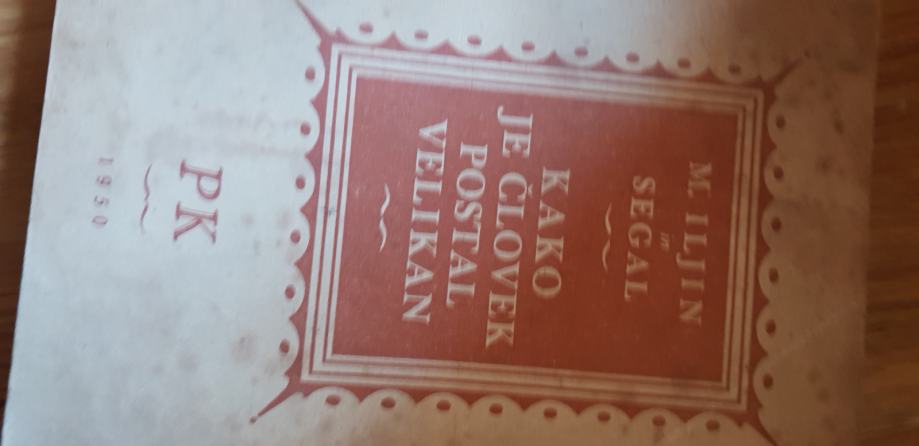 M. ILJIN
in
SEGAL
KAKO
JE ČLOVEK
POSTAL
VELIKAN
PK
1950